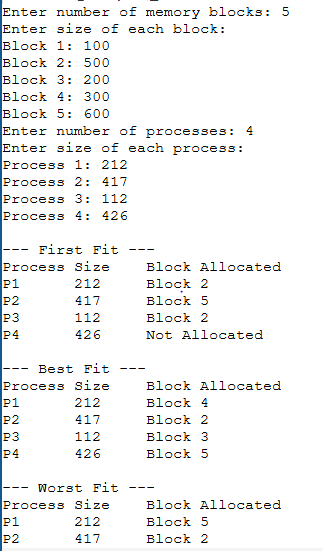 Enter number of memory blocks: 5
Enter size of each block:
Block 1: 100
Block 2: 500
Block 3: 200
Block 4: 300
Block 5: 600
Enter number of processes: 4
Enter size of each process:
Process 1: 212
Process 2: 417
Process 3: 112
Process 4: 426
--- First Fit ---
Process Size    Block Allocated
P1      212     Block 2
P2      417     Block 5
P3      112     Block 2
P4      426     Not Allocated
--- Best Fit ---
Process Size    Block Allocated
P1      212     Block 4
P2      417     Block 2
P3      112     Block 3
P4      426     Block 5
--- Worst Fit ---
Process Size    Block Allocated
P1      212     Block 5
P2      417     Block 2